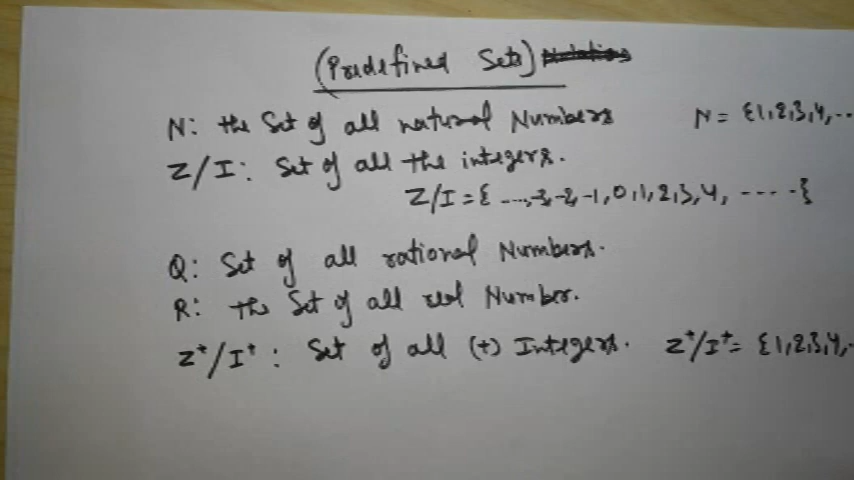 (Predefined Sets)
N: the Set of all natural Numbers N = {1,2,3,4,...
Z/I: Set of all the integers.
Z/I = { ...,-3,-2,-1,0,1,2,3,4, .....}
Q: Set of all rational Numbers.
R: the Set of all real Number.
Z⁺/I⁺: Set of all (+) Integers. Z⁺/I⁺= {1,2,3,4,..